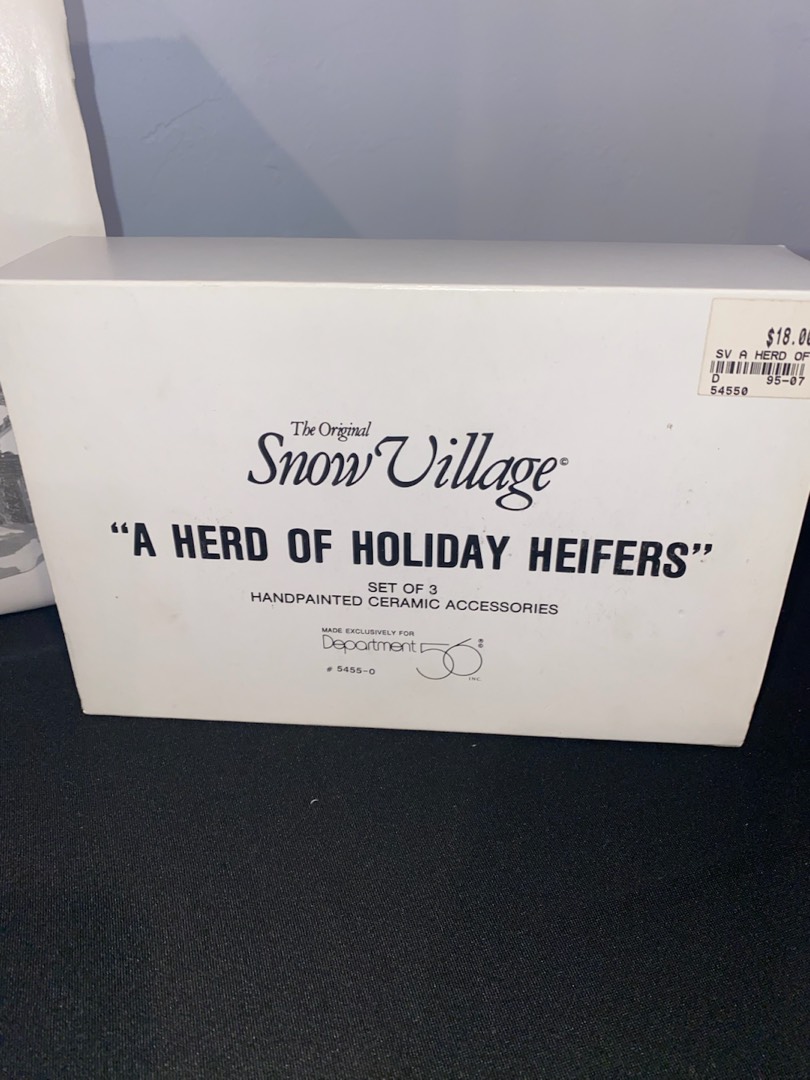 $18.00
SV A HERD OF
D 95-07
54550
The Original
Snow Village©
“A HERD OF HOLIDAY HEIFERS”
SET OF 3
HANDPAINTED CERAMIC ACCESSORIES
MADE EXCLUSIVELY FOR
Department 56®©
INC.
# 5455-0